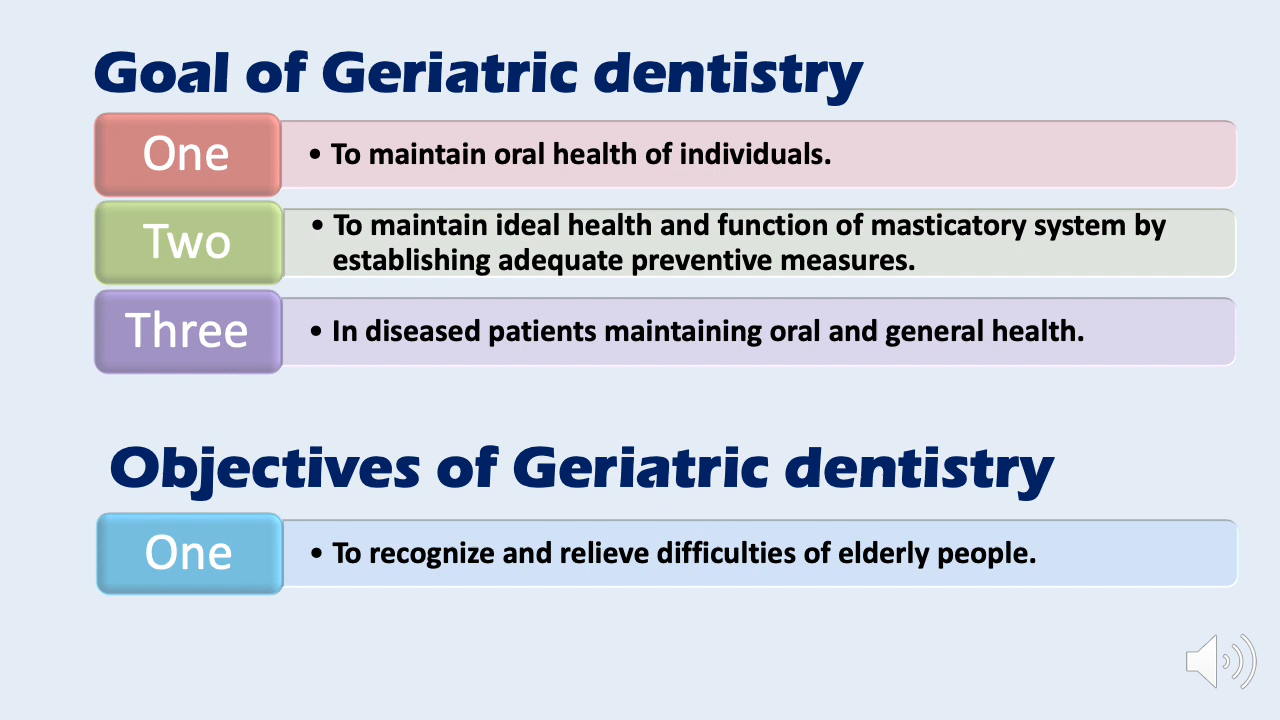 Goal of Geriatric dentistry
One
• To maintain oral health of individuals.
Two
• To maintain ideal health and function of masticatory system by
establishing adequate preventive measures.
Three
• In diseased patients maintaining oral and general health.
Objectives of Geriatric dentistry
One
• To recognize and relieve difficulties of elderly people.